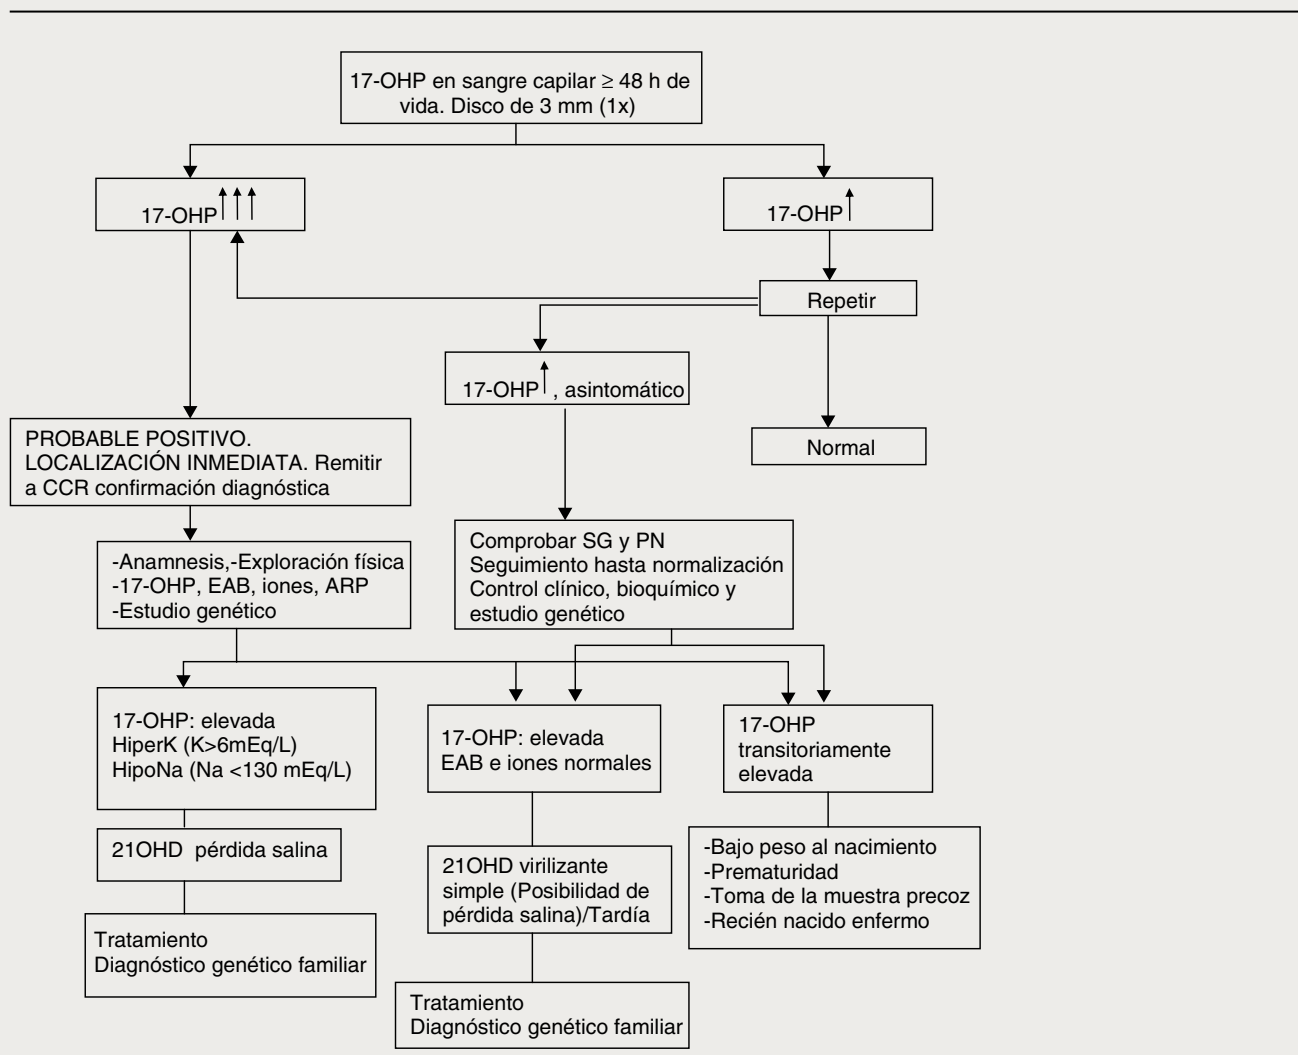 17-OHP en sangre capilar ≥ 48 h de
vida. Disco de 3 mm (1x)
17-OHP↑↑↑
17-OHP↑
Repetir
17-OHP↑, asintomático
Normal
PROBABLE POSITIVO.
LOCALIZACIÓN INMEDIATA. Remitir
a CCR confirmación diagnóstica
-Anamnesis,-Exploración física
-17-OHP, EAB, iones, ARP
-Estudio genético
Comprobar SG y PN
Seguimiento hasta normalización
Control clínico, bioquímico y
estudio genético
17-OHP: elevada
HiperK (K>6mEq/L)
HipoNa (Na <130 mEq/L)
17-OHP: elevada
EAB e iones normales
17-OHP
transitoriamente
elevada
21OHD pérdida salina
21OHD virilizante
simple (Posibilidad de
pérdida salina)/Tardía
-Bajo peso al nacimiento
-Prematuridad
-Toma de la muestra precoz
-Recién nacido enfermo
Tratamiento
Diagnóstico genético familiar
Tratamiento
Diagnóstico genético familiar